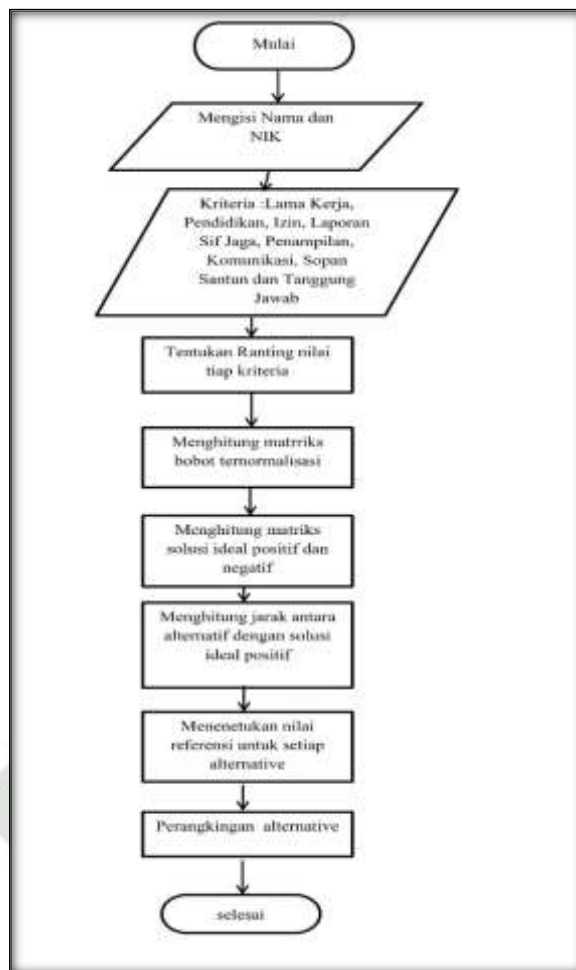 Mulai
Mengisi Nama dan
NIK
Kriteria :Lama Kerja,
Pendidikan, Izin, Laporan
Sif Jaga, Penampilan,
Komunikasi, Sopan
Santun dan Tanggung
Jawab
Tentukan Ranting nilai
tiap kriteria
Menghitung matrriks
bobot ternormalisasi
Menghitung matriks
solusi ideal positif dan
negatif
Menghitung jarak antara
alternatif dengan solusi
ideal positif
Menenetukan nilai
referensi untuk setiap
alternative
Perangkingan alternative
selesai